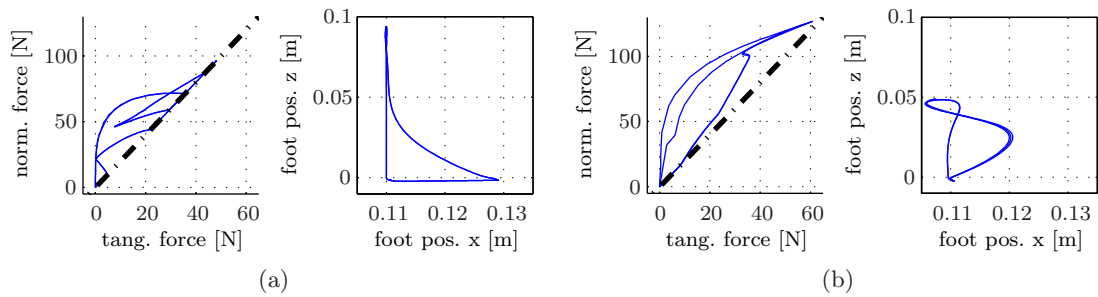 norm. force [N]
100
50
0
0
20
40
60
tang. force [N]
foot pos. z [m]
0.1
0.05
0
0.11
0.12
0.13
foot pos. x [m]
(a)
norm. force [N]
100
50
0
0
20
40
60
tang. force [N]
foot pos. z [m]
0.1
0.05
0
0.11
0.12
0.13
foot pos. x [m]
(b)